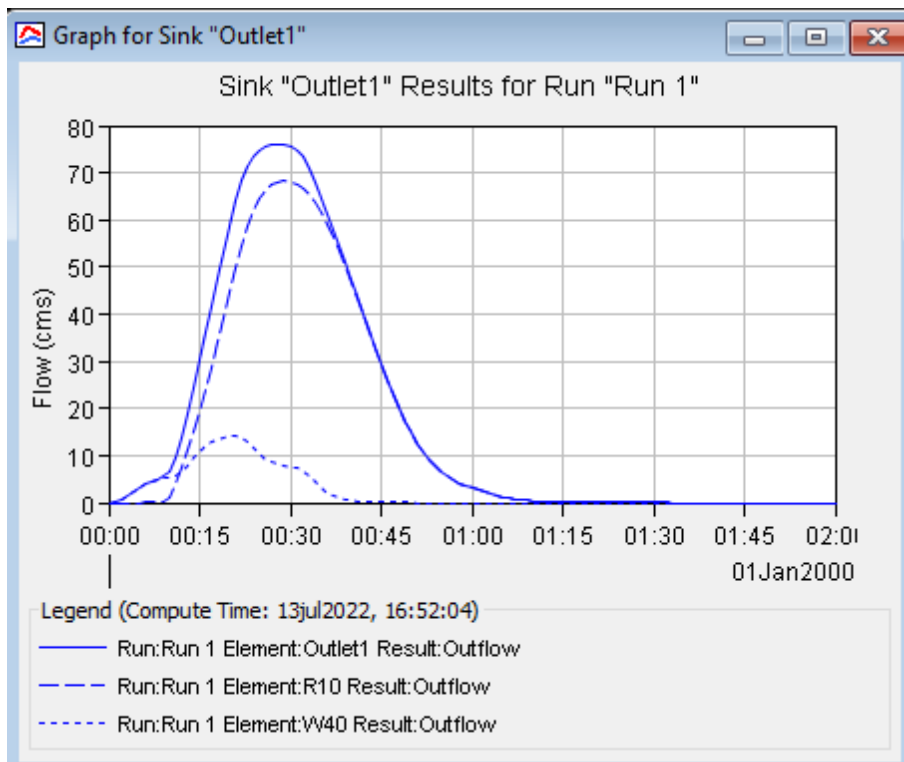 Graph for Sink "Outlet1"
Sink "Outlet1" Results for Run "Run 1"
80
70
60
50
40
30
20
10
0
Flow (cms)
00:00 00:15 00:30 00:45 01:00 01:15 01:30 01:45 02:0
01Jan2000
Legend (Compute Time: 13jul2022, 16:52:04)
Run:Run 1 Element:Outlet1 Result:Outflow
Run:Run 1 Element:R10 Result:Outflow
Run:Run 1 Element:W40 Result:Outflow